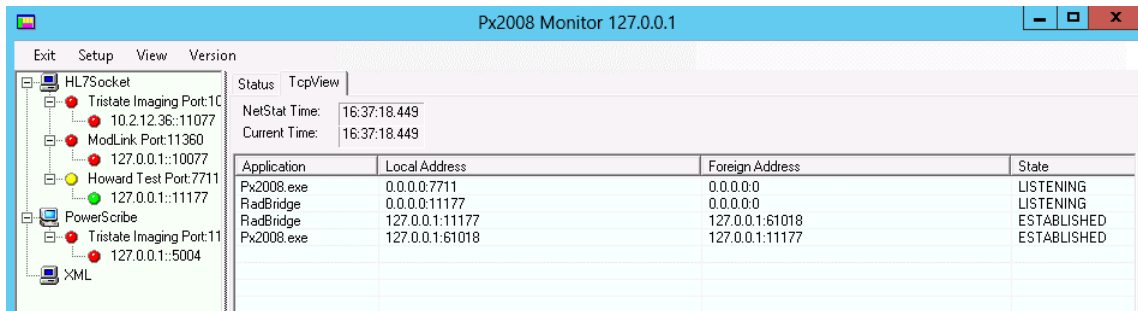 Px2008 Monitor 127.0.0.1
Exit Setup View Version
HL7Socket
Tristate Imaging Port:10
10.2.12.36::11077
ModLink Port:11360
127.0.0.1::10077
Howard Test Port:7711
127.0.0.1::11177
PowerScribe
Tristate Imaging Port:11
127.0.0.1::5004
XML
Status TcpView
NetStat Time: 16:37:18.449
Current Time: 16:37:18.449
Application Local Address Foreign Address State
Px2008.exe 0.0.0.0:7711 0.0.0.0:0 LISTENING
RadBridge 0.0.0.0:11177 0.0.0.0:0 LISTENING
RadBridge 127.0.0.1:11177 127.0.0.1:61018 ESTABLISHED
Px2008.exe 127.0.0.1:61018 127.0.0.1:11177 ESTABLISHED